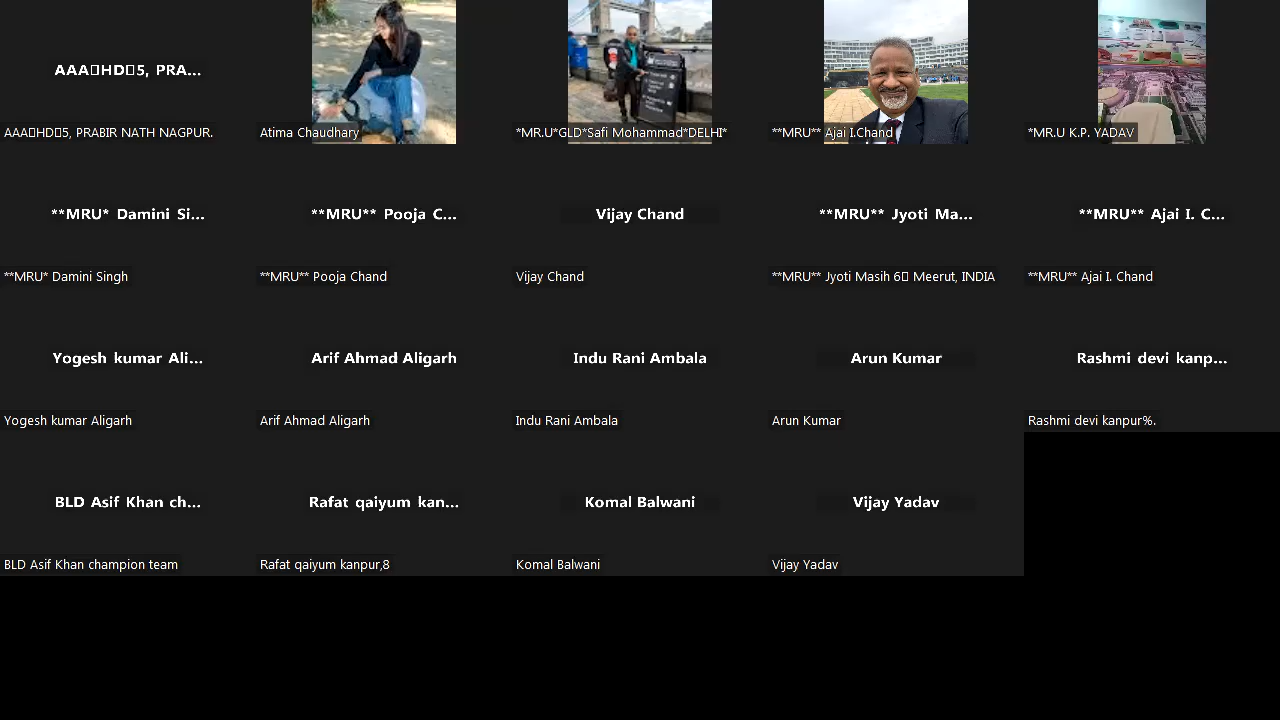 AAA▯HD▯5, PRA...
AAA▯HD▯5, PRABIR NATH NAGPUR.
Atima Chaudhary
*MR.U*GLD*Safi Mohammad*DELHI*
**MRU** Ajai I.Chand
*MR.U K.P. YADAV
**MRU* Damini Si...
**MRU** Pooja C...
Vijay Chand
**MRU** Jyoti Ma...
**MRU** Ajai I. C...
**MRU* Damini Singh
**MRU** Pooja Chand
Vijay Chand
**MRU** Jyoti Masih 6▯ Meerut, INDIA
**MRU** Ajai I. Chand
Yogesh kumar Ali...
Arif Ahmad Aligarh
Indu Rani Ambala
Arun Kumar
Rashmi devi kanp...
Yogesh kumar Aligarh
Arif Ahmad Aligarh
Indu Rani Ambala
Arun Kumar
Rashmi devi kanpur%.
BLD Asif Khan ch...
Rafat qaiyum kan...
Komal Balwani
Vijay Yadav
BLD Asif Khan champion team
Rafat qaiyum kanpur,8
Komal Balwani
Vijay Yadav